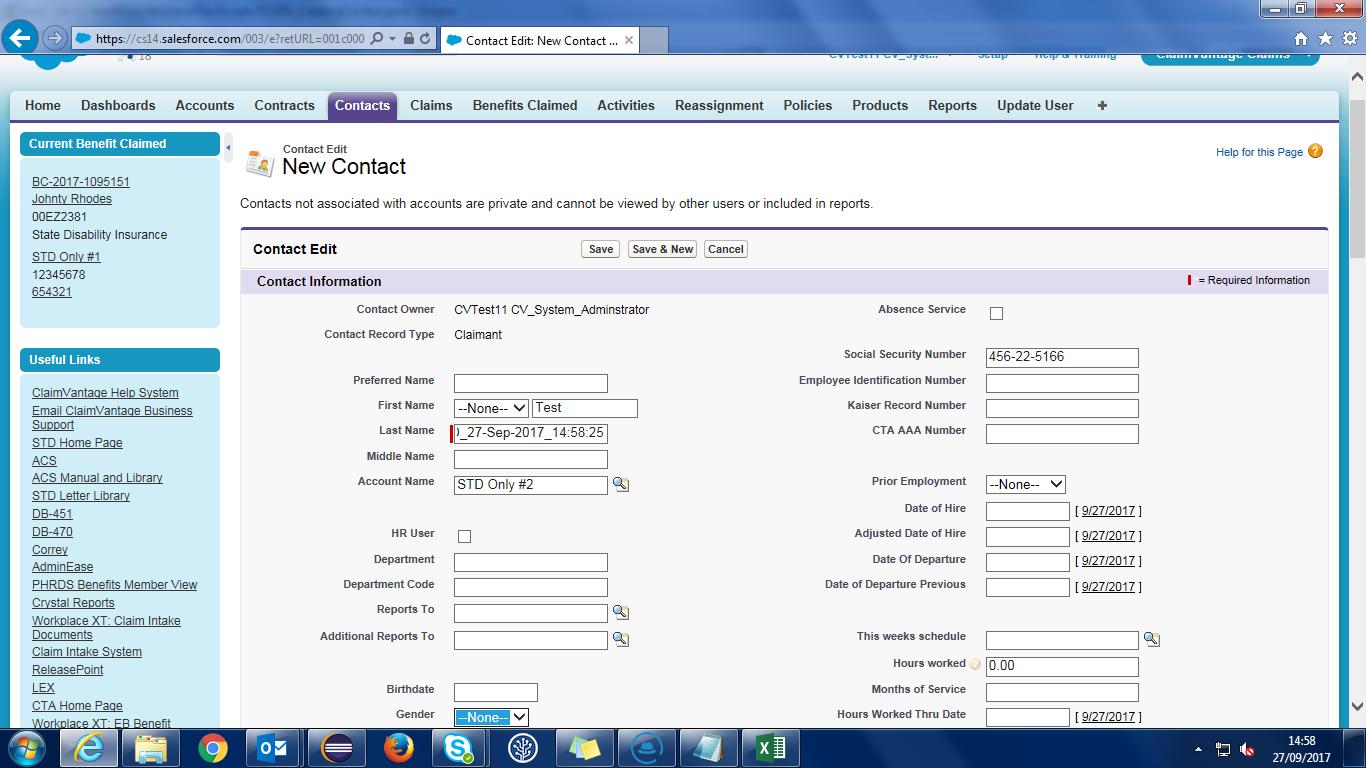 https://cs14.salesforce.com/003/e?retURL=001c000
Contact Edit: New Contact ...
18
CVTest11 CV_Syst...
Setup
Help & Training
ClaimVantage Claims
Home Dashboards Accounts Contracts Contacts Claims Benefits Claimed Activities Reassignment Policies Products Reports Update User +
Current Benefit Claimed
BC-2017-1095151
Johnty Rhodes
00EZ2381
State Disability Insurance
STD Only #1
12345678
654321
Useful Links
ClaimVantage Help System
Email ClaimVantage Business
Support
STD Home Page
ACS
ACS Manual and Library
STD Letter Library
DB-451
DB-470
Correy
AdminEase
PHRDS Benefits Member View
Crystal Reports
Workplace XT: Claim Intake
Documents
Claim Intake System
ReleasePoint
LEX
CTA Home Page
Workplace XT: EB Benefit
Contact Edit
New Contact
Help for this Page
Contacts not associated with accounts are private and cannot be viewed by other users or included in reports.
Contact Edit Save Save & New Cancel
Contact Information = Required Information
Contact Owner CVTest11 CV_System_Adminstrator Absence Service
Contact Record Type Claimant
Social Security Number 456-22-5166
Preferred Name Employee Identification Number
First Name --None-- Test Kaiser Record Number
Last Name )_27-Sep-2017_14:58:25 CTA AAA Number
Middle Name
Account Name STD Only #2 Prior Employment --None--
Date of Hire [ 9/27/2017 ]
HR User Adjusted Date of Hire [ 9/27/2017 ]
Department Date Of Departure [ 9/27/2017 ]
Department Code Date of Departure Previous [ 9/27/2017 ]
Reports To
Additional Reports To This weeks schedule
Hours worked 0.00
Birthdate Months of Service
Gender --None-- Hours Worked Thru Date [ 9/27/2017 ]
14:58
27/09/2017